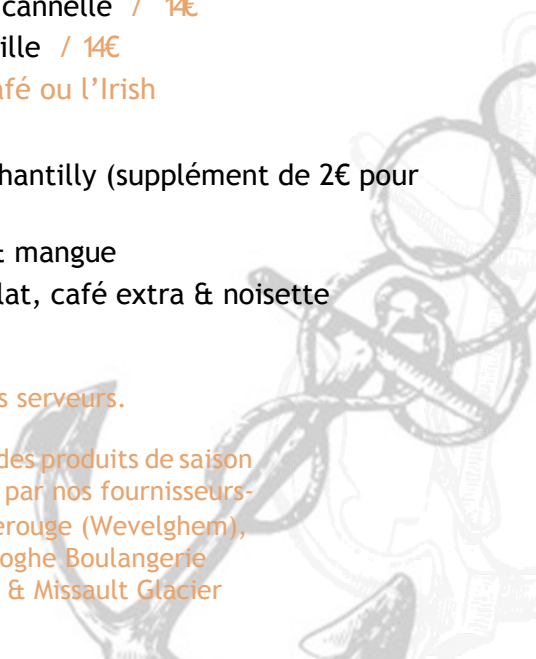 cannelle / 14€
ille / 14€
afé ou l’Irish
hantilly (supplément de 2€ pour
& mangue
lat, café extra & noisette
s serveurs.
des produits de saison
par nos fournisseurs-
erouge (Wevelghem),
oghe Boulangerie
& Missault Glacier